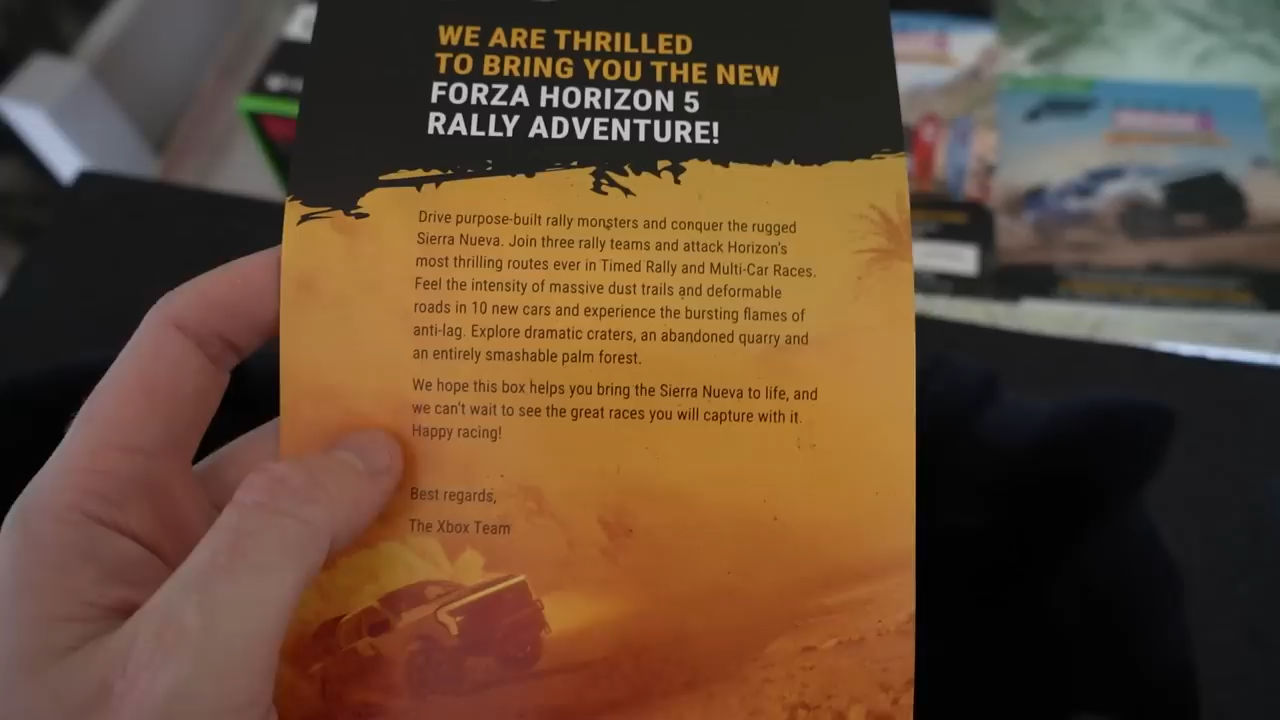 WE ARE THRILLED
TO BRING YOU THE NEW
FORZA HORIZON 5
RALLY ADVENTURE!
Drive purpose-built rally monsters and conquer the rugged
Sierra Nueva. Join three rally teams and attack Horizon's
most thrilling routes ever in Timed Rally and Multi-Car Races.
Feel the intensity of massive dust trails and deformable
roads in 10 new cars and experience the bursting flames of
anti-lag. Explore dramatic craters, an abandoned quarry and
an entirely smashable palm forest.
We hope this box helps you bring the Sierra Nueva to life, and
we can't wait to see the great races you will capture with it.
Happy racing!
Best regards,
The Xbox Team